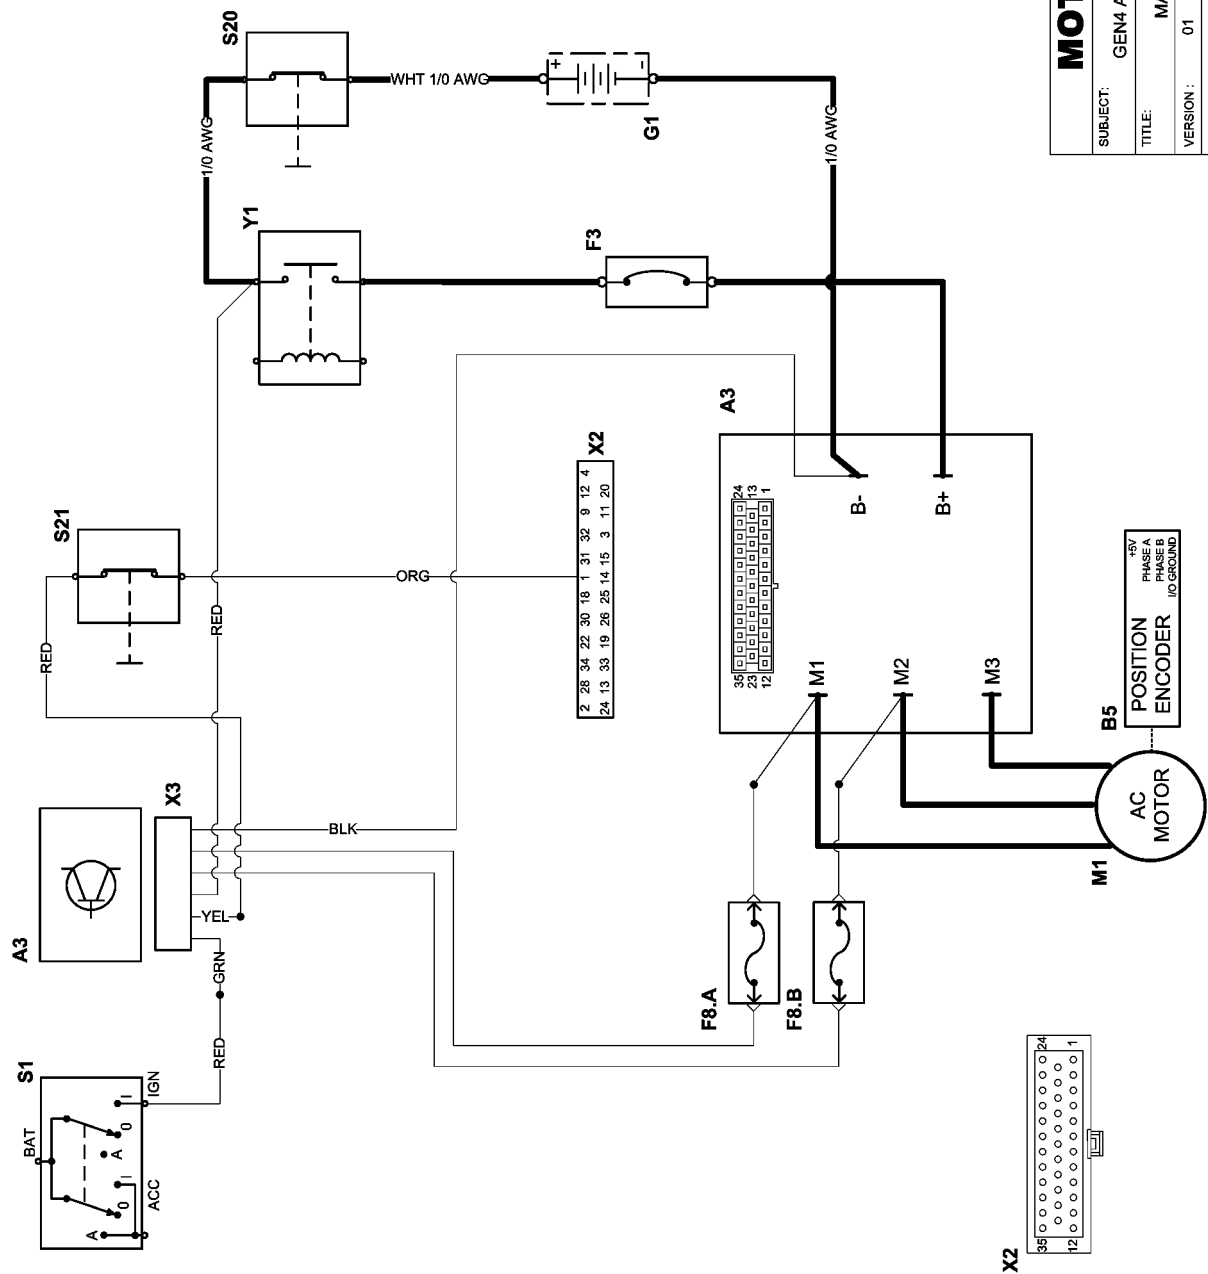 S20
WHT 1/0 AWG
+
-
G1
1/0 AWG
1/0 AWG
Y1
F3
S21
RED
RED
ORG
X2
2 28 34 22 30 18 1 31 32 9 12 4
24 13 33 19 26 25 14 15 3 11 20
A3
24
13
1
35
23
12
B-
B+
M1
M2
M3
B5
POSITION
ENCODER
+5V
PHASE A
PHASE B
I/O GROUND
AC
MOTOR
M1
A3
X3
BLK
YEL
GRN
RED
F8.A
F8.B
S1
BAT
IGN
ACC
A
0
I
A
0
I
X2
35
24
12
1
MOT
SUBJECT:
GEN4 A
TITLE:
MA
VERSION :
01